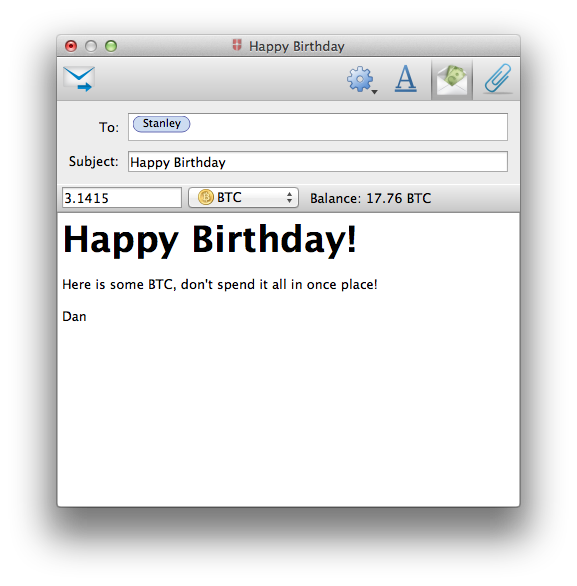 Happy Birthday
A
To: Stanley
Subject: Happy Birthday
3.1415 BTC Balance: 17.76 BTC
Happy Birthday!
Here is some BTC, don't spend it all in once place!
Dan